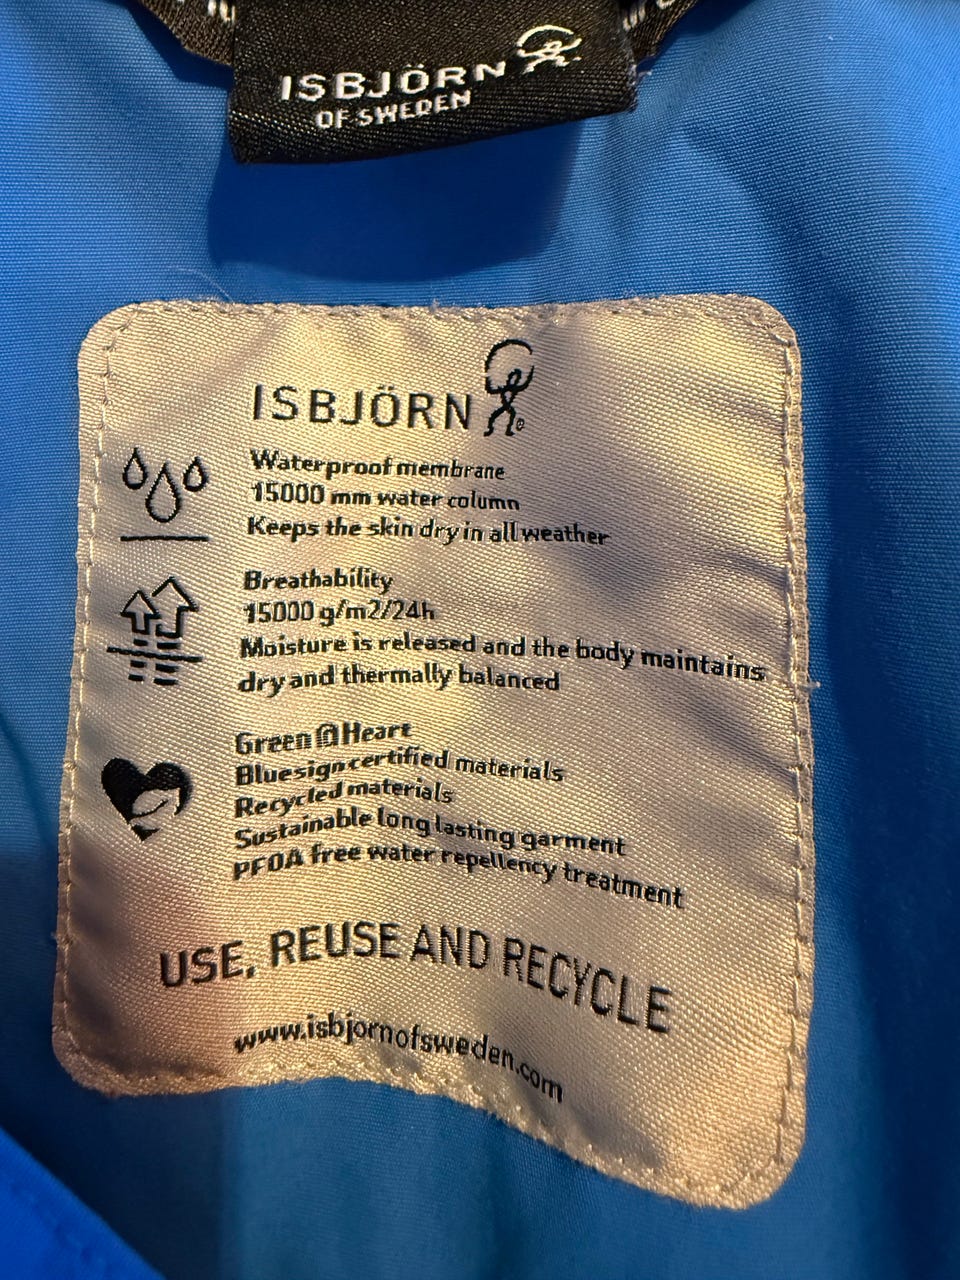 ISBJÖRN
OF SWEDEN
ISBJÖRN
Waterproof membrane
15000 mm water column
Keeps the skin dry in all weather
Breathability
15000 g/m2/24h
Moisture is released and the body maintains
dry and thermally balanced
Green @ Heart
Bluesign certified materials
Recycled materials
Sustainable long lasting garment
PFOA free water repellency treatment
USE, REUSE AND RECYCLE
www.isbjornofsweden.com